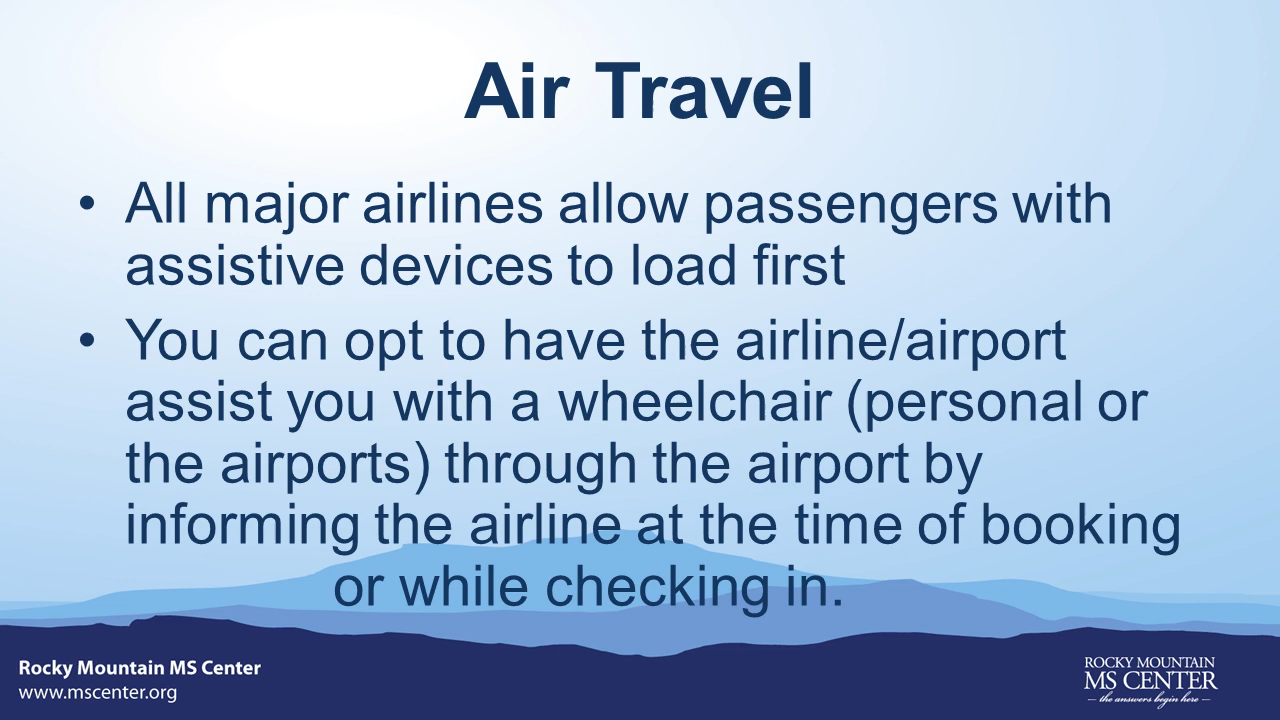 Air Travel
• All major airlines allow passengers with
assistive devices to load first
• You can opt to have the airline/airport
assist you with a wheelchair (personal or
the airports) through the airport by
informing the airline at the time of booking
or while checking in.
Rocky Mountain MS Center
www.mscenter.org
ROCKY MOUNTAIN
MS CENTER
— the answers begin here —